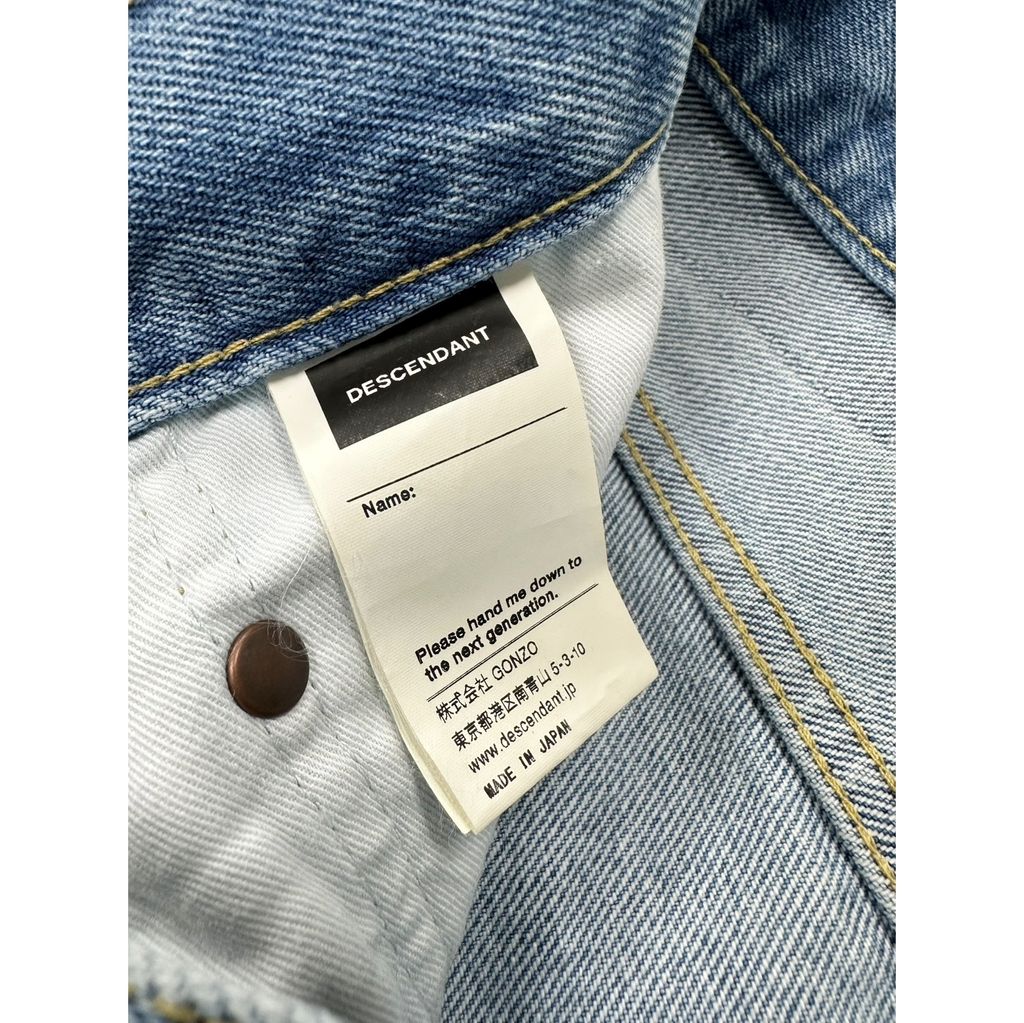 DESCENDANT
Name:
Please hand me down to
the next generation.
株式会社 GONZO
東京都港区南青山 5-3-10
www.descendant.jp
MADE IN JAPAN